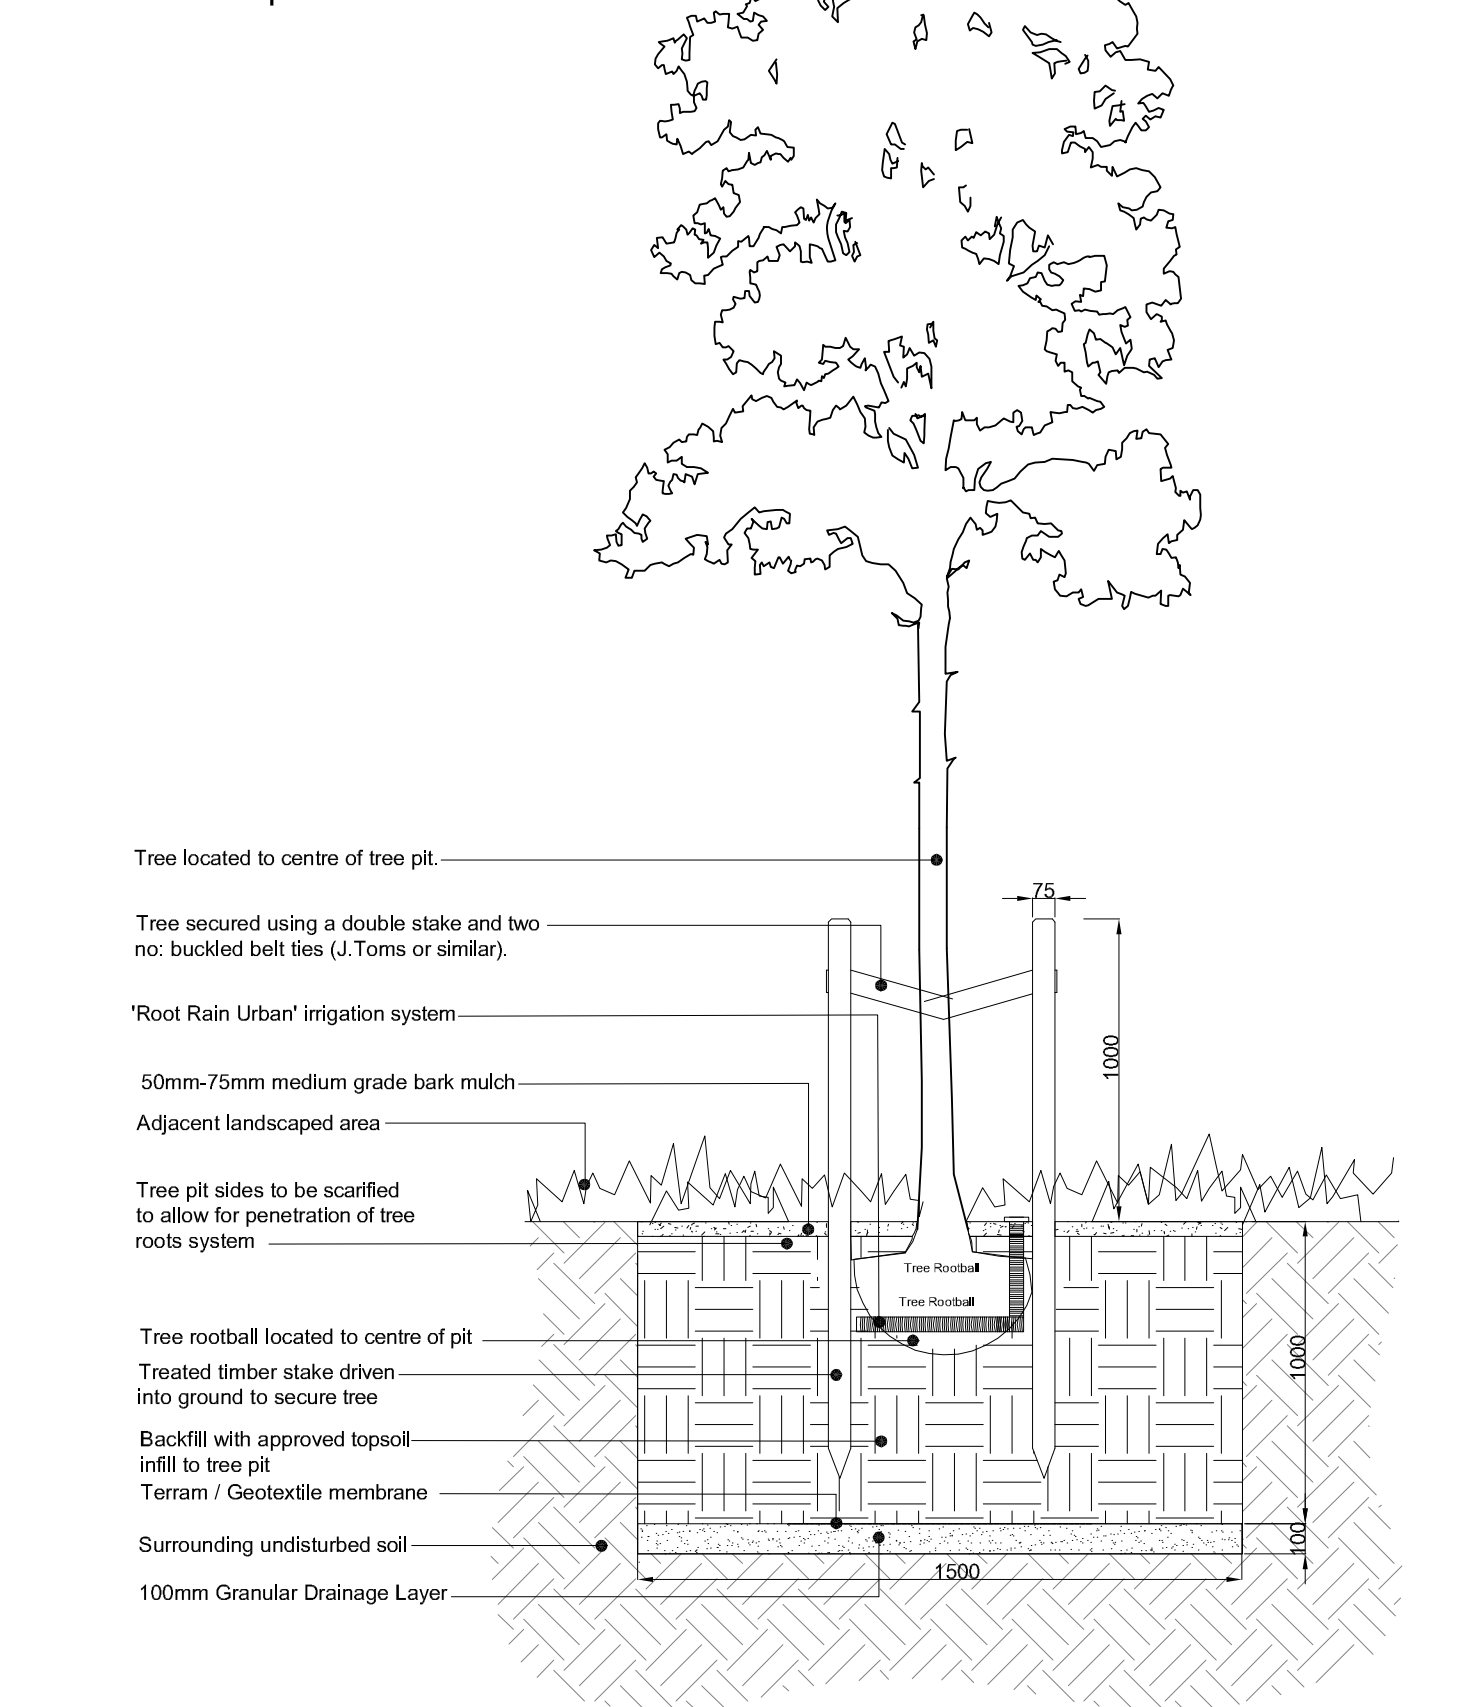 Tree located to centre of tree pit.
75
Tree secured using a double stake and two
no: buckled belt ties (J.Toms or similar).
'Root Rain Urban' irrigation system
1000
50mm-75mm medium grade bark mulch
Adjacent landscaped area
Tree pit sides to be scarified
to allow for penetration of tree
roots system
Tree Rootball
Tree Rootball
Tree rootball located to centre of pit
1000
Treated timber stake driven
into ground to secure tree
Backfill with approved topsoil
infill to tree pit
Terram / Geotextile membrane
Surrounding undisturbed soil
100
1500
100mm Granular Drainage Layer